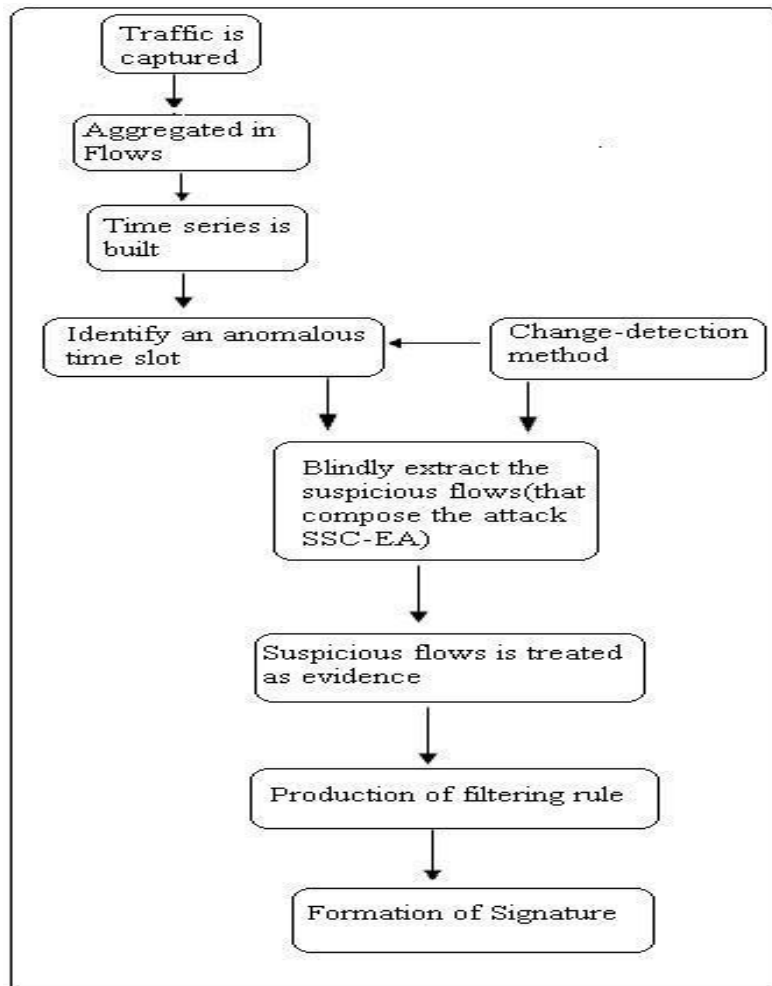 Traffic is
captured
Aggregated in
Flows
Time series is
built
Identify an anomalous
time slot
Change-detection
method
Blindly extract the
suspicious flows(that
compose the attack
SSC-EA)
Suspicious flows is treated
as evidence
Production of filtering rule
Formation of Signature